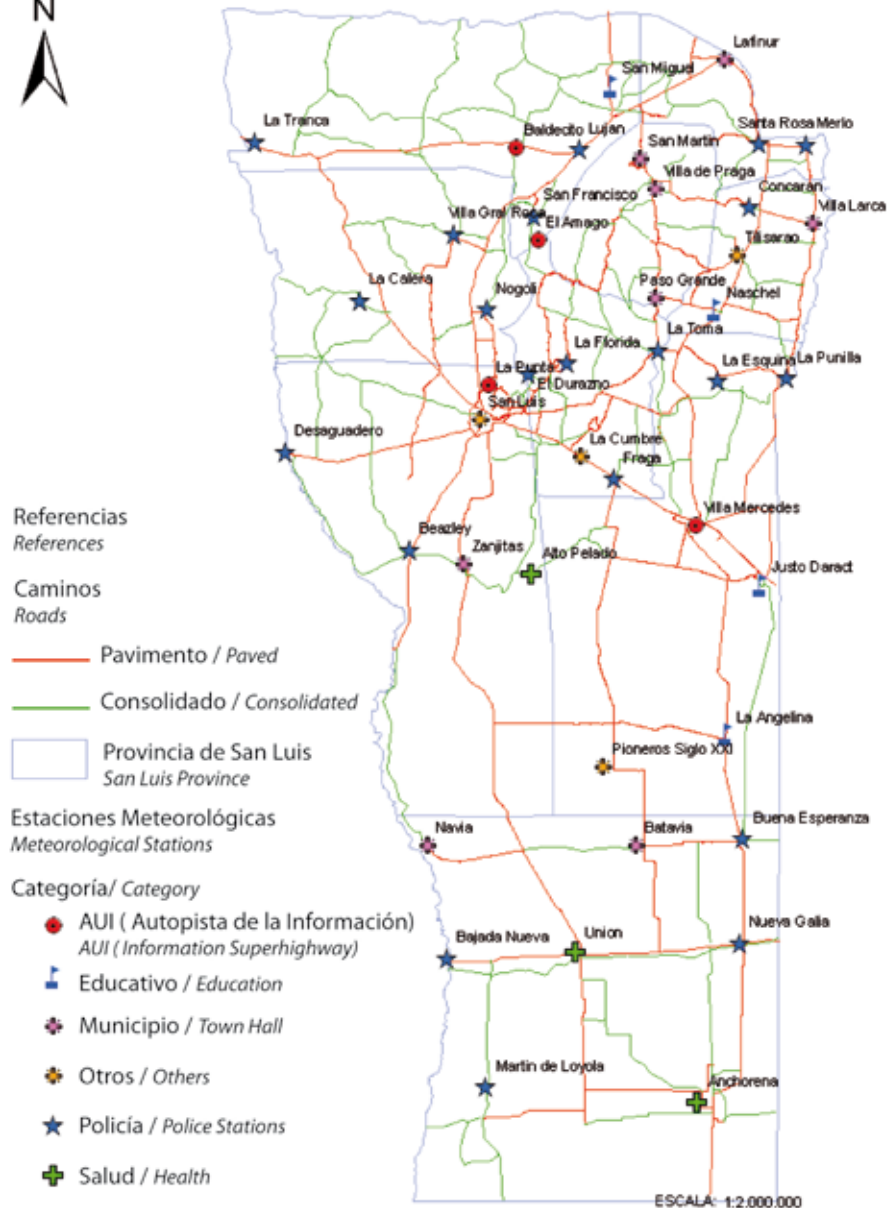 N
Lafinur
San Miguel
La Tranca
Baldecito
Lujan
San Martin
Santa Rosa
Merlo
Villa de Praga
San Francisco
Concaran
Villa Gral Roca
El Amago
Villa Larca
Tilisarao
La Calera
Nogoli
Paso Grande
Naschel
La Toma
La Florida
La Punta
La Esquina
La Punilla
El Durazno
San Luis
Desaguadero
La Cumbre
Fraga
Villa Mercedes
Beazley
Zanjitas
Alto Pelado
Justo Daract
La Angelina
Pioneros Siglo XXI
Navia
Batavia
Buena Esperanza
Bajada Nueva
Union
Nueva Galia
Martin de Loyola
Anchorena
ESCALA: 1:2.000.000
Referencias
References
Caminos
Roads
Pavimento / Paved
Consolidado / Consolidated
Provincia de San Luis
San Luis Province
Estaciones Meteorológicas
Meteorological Stations
Categoría/ Category
AUI ( Autopista de la Información)
AUI ( Information Superhighway)
Educativo / Education
Municipio / Town Hall
Otros / Others
Policía / Police Stations
Salud / Health